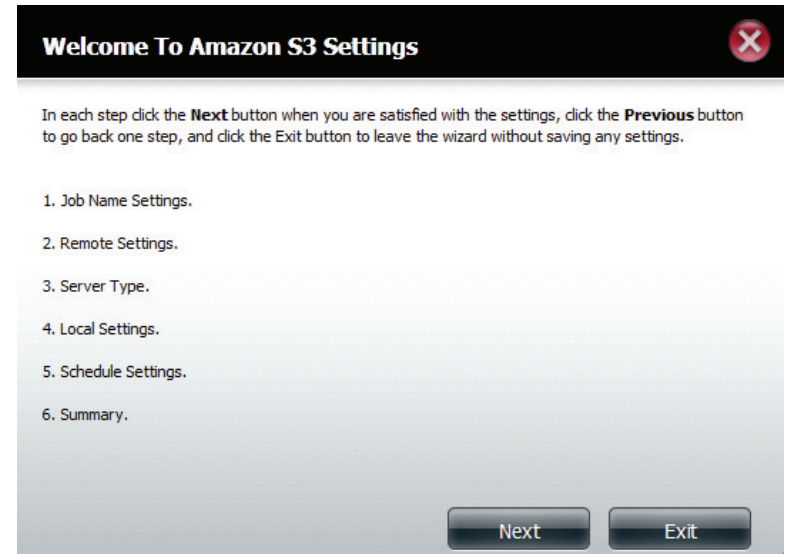 Welcome To Amazon S3 Settings
In each step click the Next button when you are satisfied with the settings, click the Previous button
to go back one step, and click the Exit button to leave the wizard without saving any settings.
1. Job Name Settings.
2. Remote Settings.
3. Server Type.
4. Local Settings.
5. Schedule Settings.
6. Summary.
Next
Exit